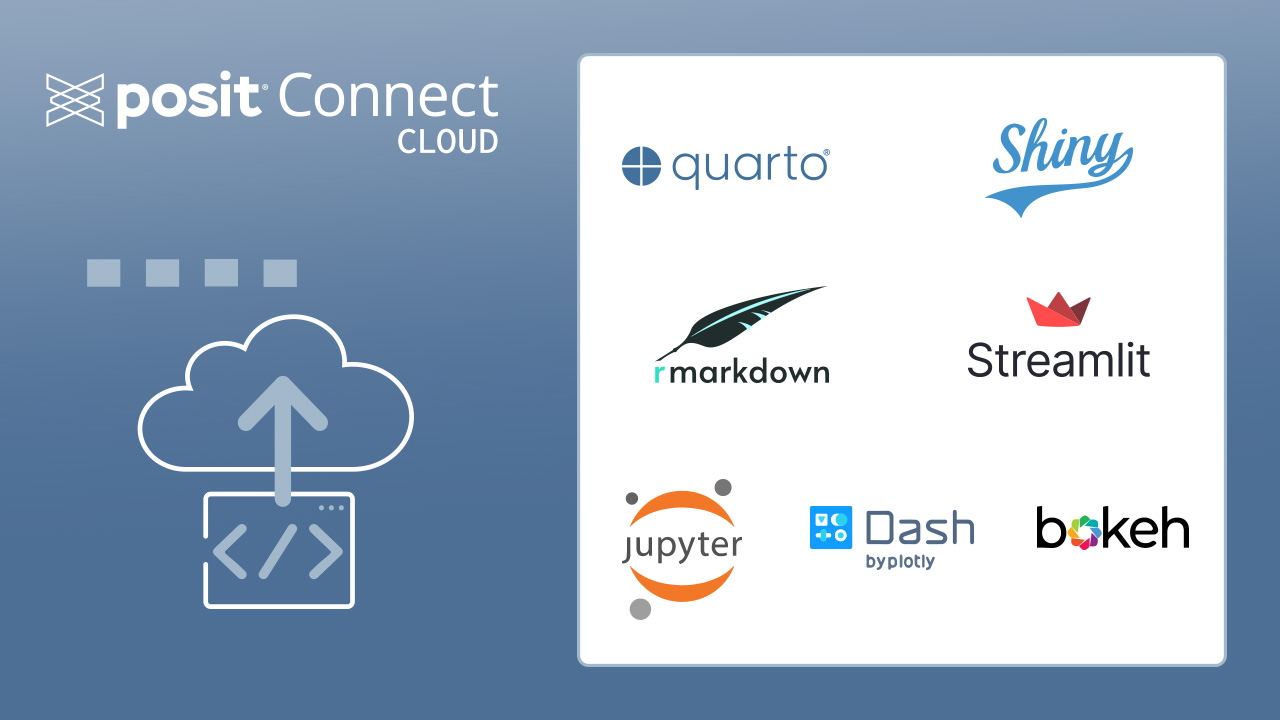 posit® Connect
CLOUD
quarto®
Shiny
rmarkdown
Streamlit
jupyter
Dash
by plotly
bokeh
</>